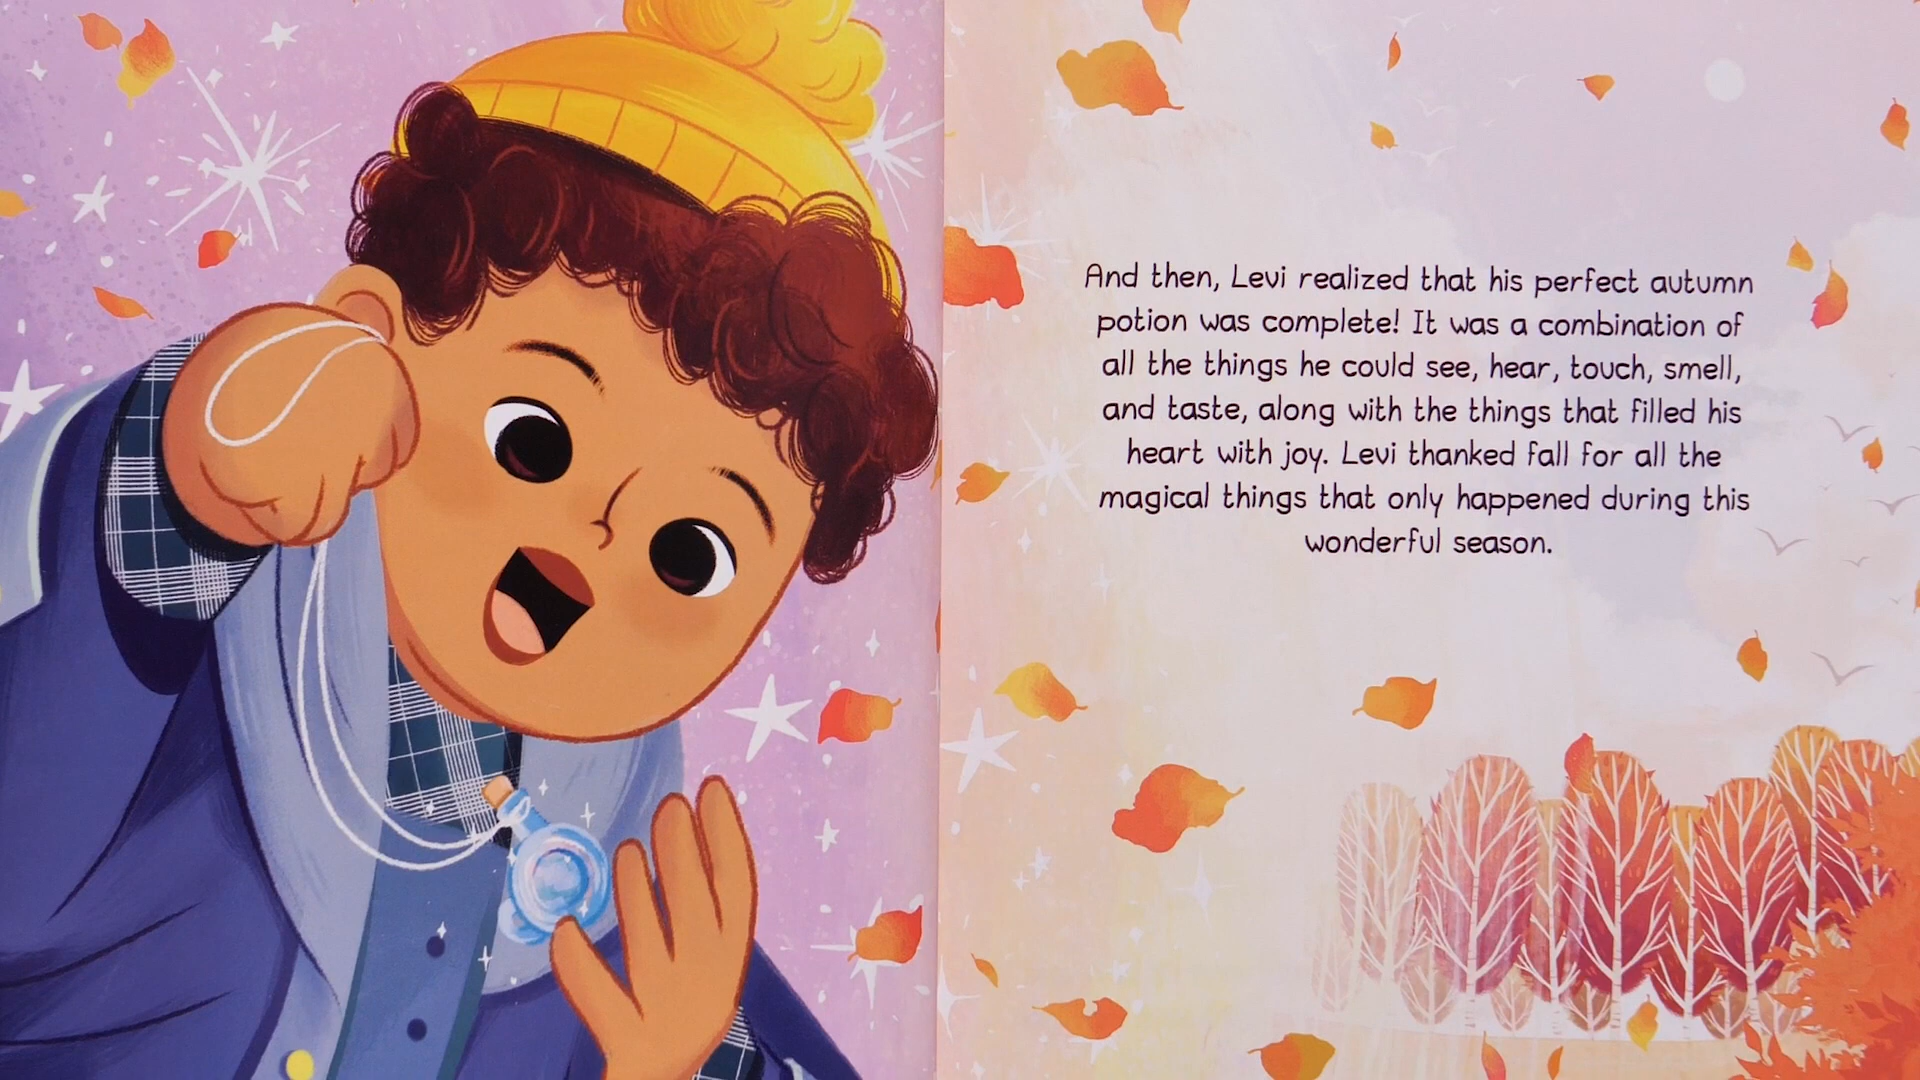 And then, Levi realized that his perfect autumn
potion was complete! It was a combination of
all the things he could see, hear, touch, smell,
and taste, along with the things that filled his
heart with joy. Levi thanked fall for all the
magical things that only happened during this
wonderful season.